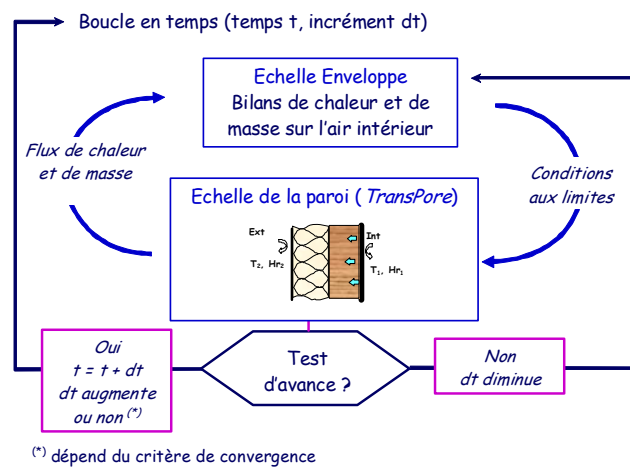 Boucle en temps (temps t, incrément dt)
Echelle Enveloppe
Bilans de chaleur et de
masse sur l'air intérieur
Flux de chaleur
et de masse
Conditions
aux limites
Echelle de la paroi (TransPore)
Ext
Int
T2, Hr2
T1, Hr1
Oui
t = t + dt
dt augmente
ou non (*)
Test
d'avance ?
Non
dt diminue
(*) dépend du critère de convergence